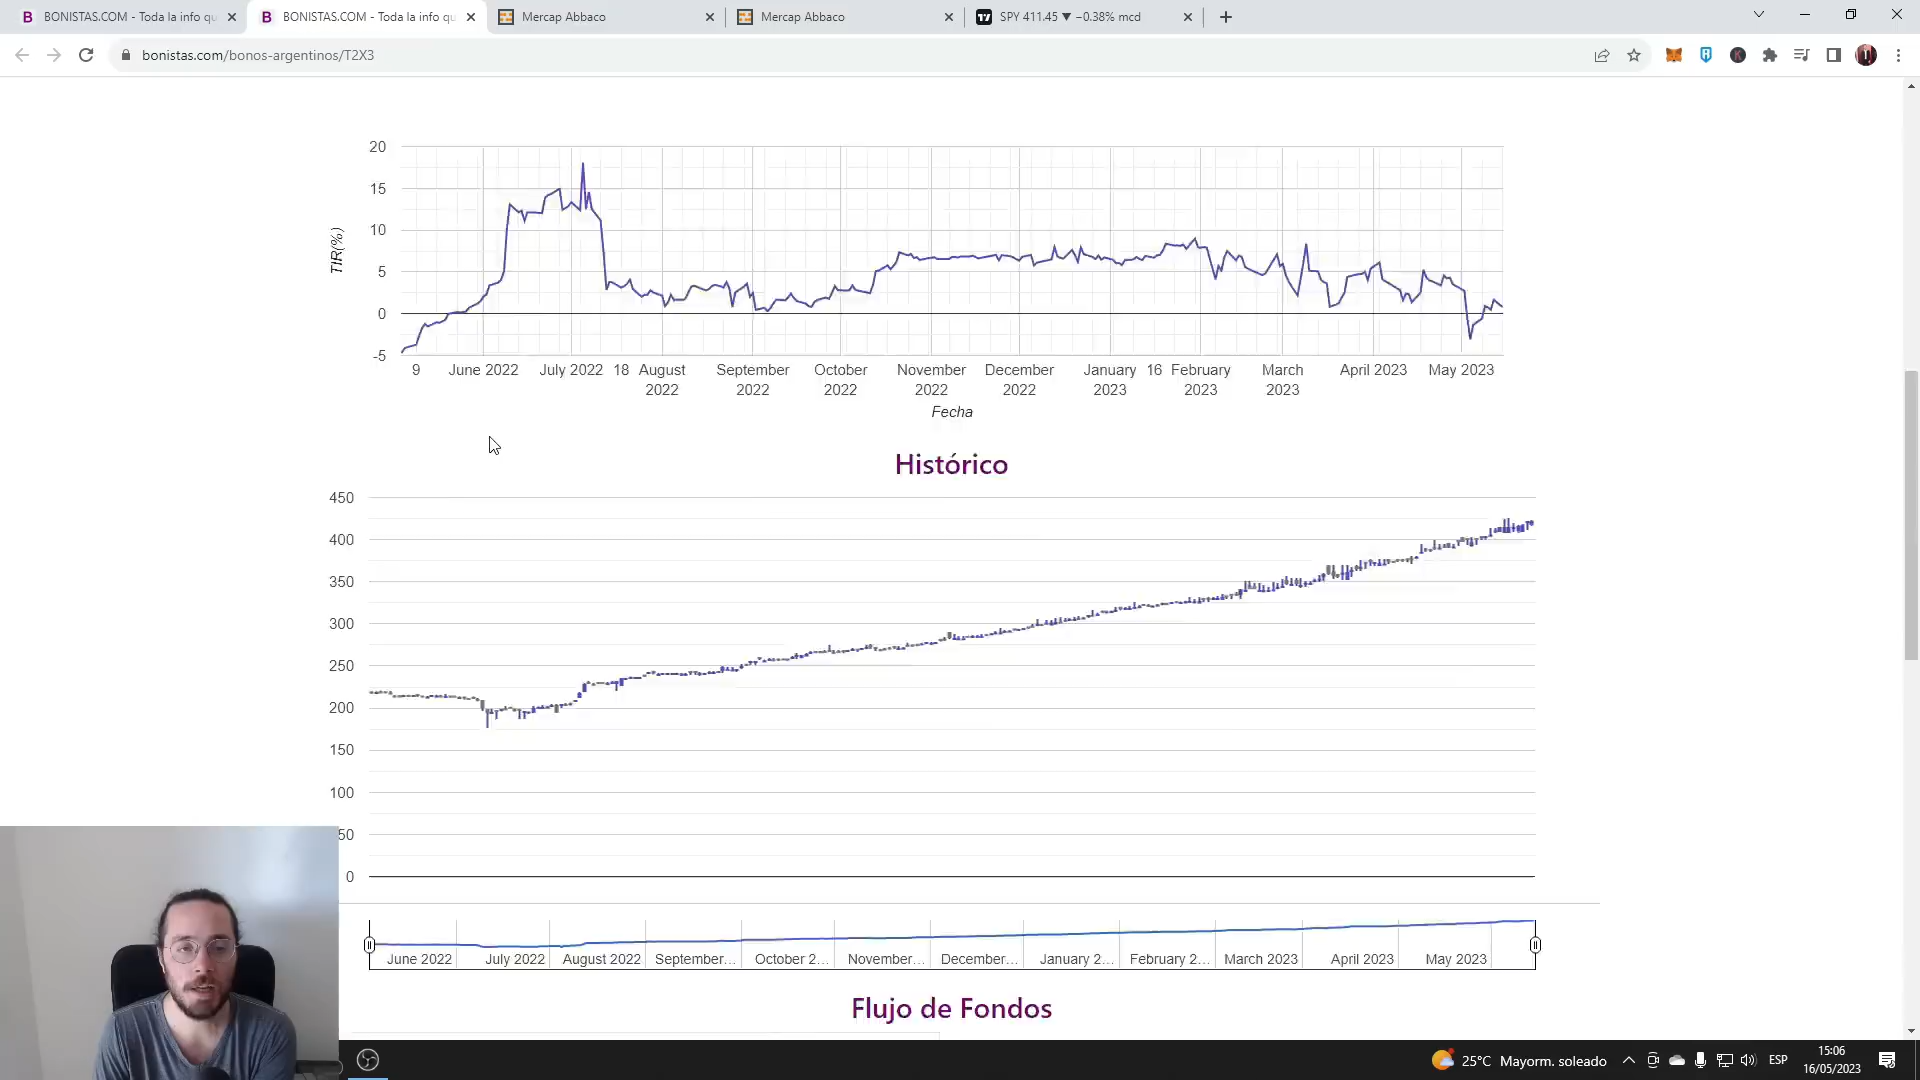 BONISTAS.COM - Toda la info qu
BONISTAS.COM - Toda la info qu
Mercap Abbaco
Mercap Abbaco
SPY 411.45 ▼ −0.38% mcd
bonistas.com/bonos-argentinos/T2X3
20
15
10
5
0
-5
TIR(%)
9 June 2022 July 2022 18 August 2022 September 2022 October 2022 November 2022 December 2022 January 2023 16 February 2023 March 2023 April 2023 May 2023
Fecha
Histórico
450
400
350
300
250
200
150
100
50
0
June 2022 July 2022 August 2022 September... October 2... November... December... January 2... February 2... March 2023 April 2023 May 2023
Flujo de Fondos
25°C Mayorm. soleado
ESP
15:06
16/05/2023